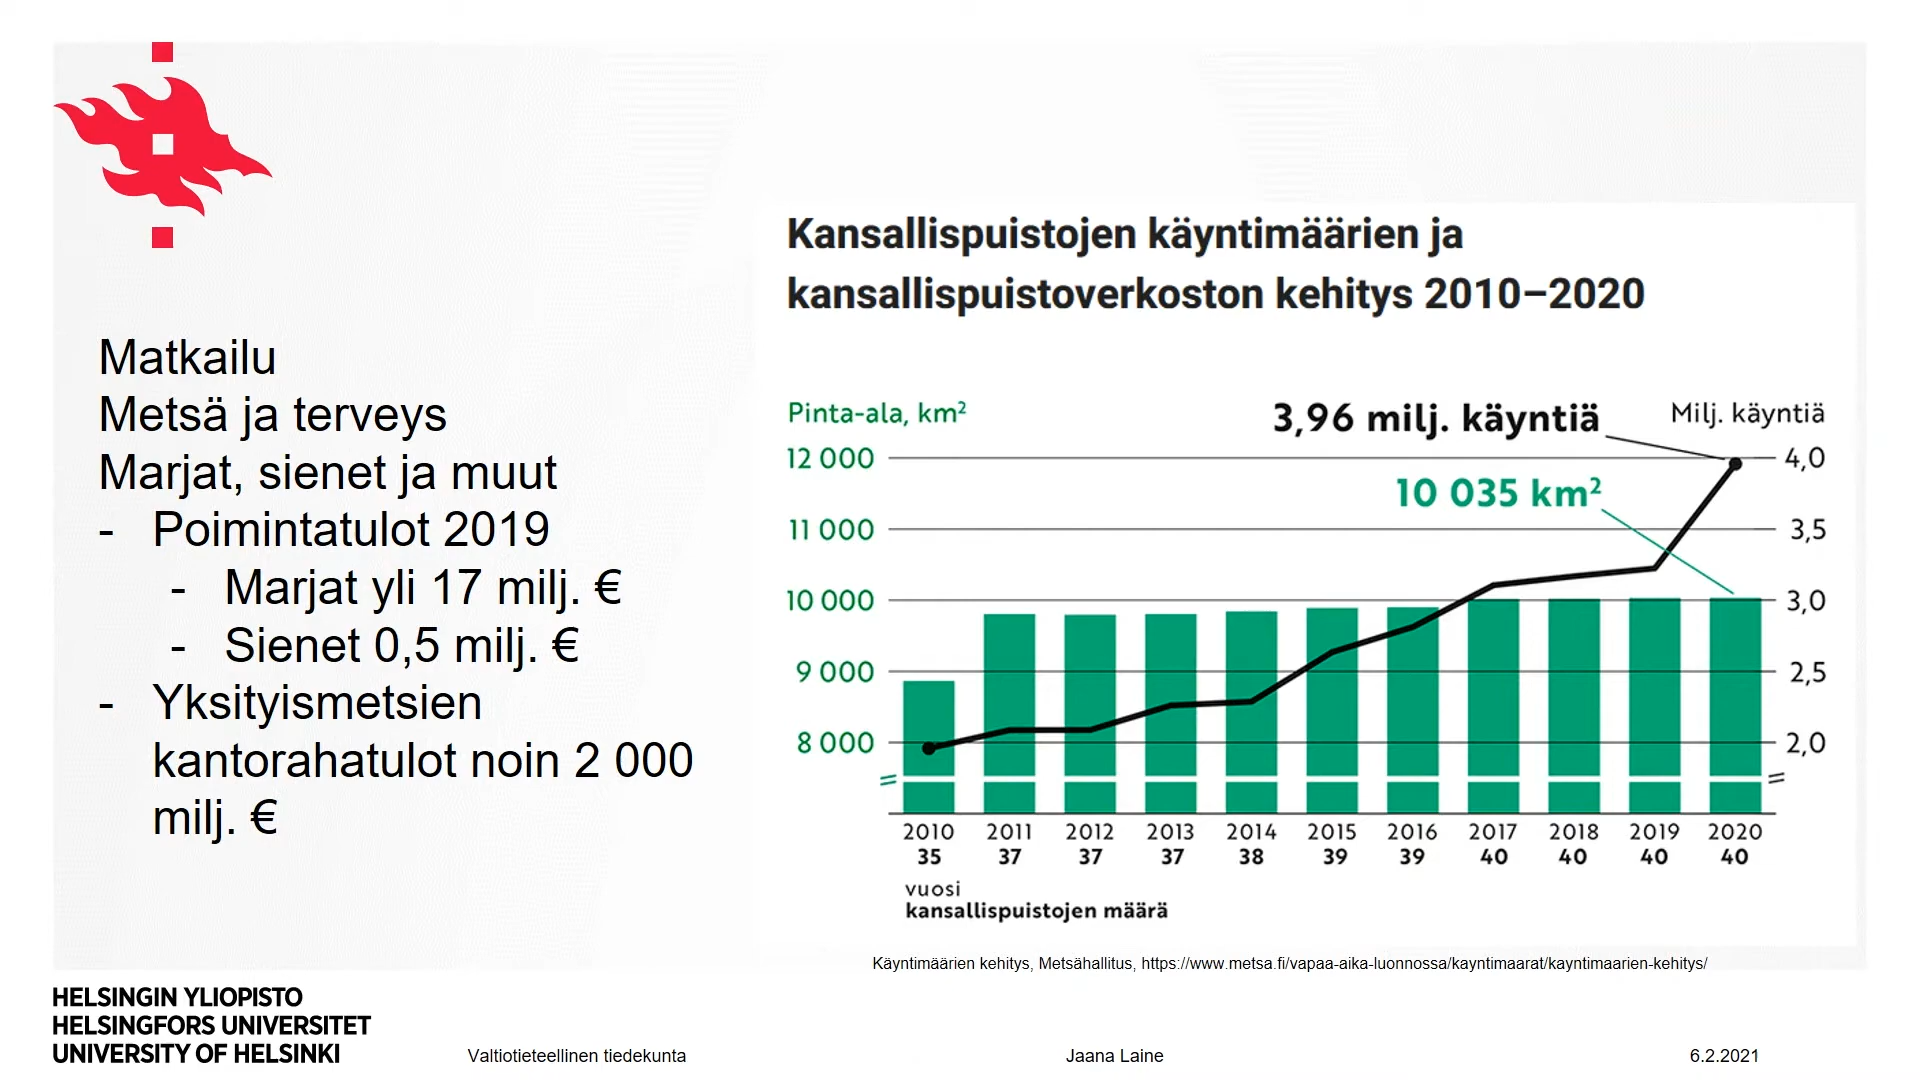 Matkailu
Metsä ja terveys
Marjat, sienet ja muut
- Poimintatulot 2019
- Marjat yli 17 milj. €
- Sienet 0,5 milj. €
- Yksityismetsien
kantorahatulot noin 2 000
milj. €
Kansallispuistojen käyntimäärien ja
kansallispuistoverkoston kehitys 2010–2020
Pinta-ala, km²
3,96 milj. käyntiä
Milj. käyntiä
12 000
4,0
10 035 km²
11 000
3,5
10 000
3,0
9 000
2,5
8 000
2,0
2010 2011 2012 2013 2014 2015 2016 2017 2018 2019 2020
35 37 37 37 38 39 39 40 40 40 40
vuosi
kansallispuistojen määrä
Käyntimäärien kehitys, Metsähallitus, https://www.metsa.fi/vapaa-aika-luonnossa/kayntimaarat/kayntimaarien-kehitys/
HELSINGIN YLIOPISTO
HELSINGFORS UNIVERSITET
UNIVERSITY OF HELSINKI
Valtiotieteellinen tiedekunta
Jaana Laine
6.2.2021